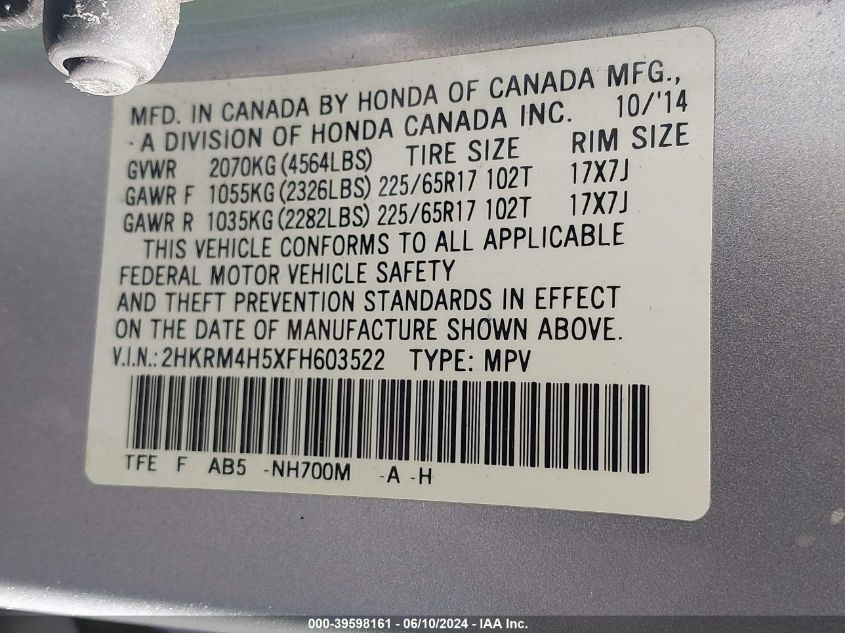 MFD. IN CANADA BY HONDA OF CANADA MFG.,
- A DIVISION OF HONDA CANADA INC. 10/'14
GVWR 2070KG (4564LBS) TIRE SIZE RIM SIZE
GAWR F 1055KG (2326LBS) 225/65R17 102T 17X7J
GAWR R 1035KG (2282LBS) 225/65R17 102T 17X7J
THIS VEHICLE CONFORMS TO ALL APPLICABLE
FEDERAL MOTOR VEHICLE SAFETY
AND THEFT PREVENTION STANDARDS IN EFFECT
ON THE DATE OF MANUFACTURE SHOWN ABOVE.
V.I.N.: 2HKRM4H5XFH603522 TYPE: MPV
TFE F AB5 -NH700M -A -H
000-39598161 - 06/10/2024 - IAA Inc.